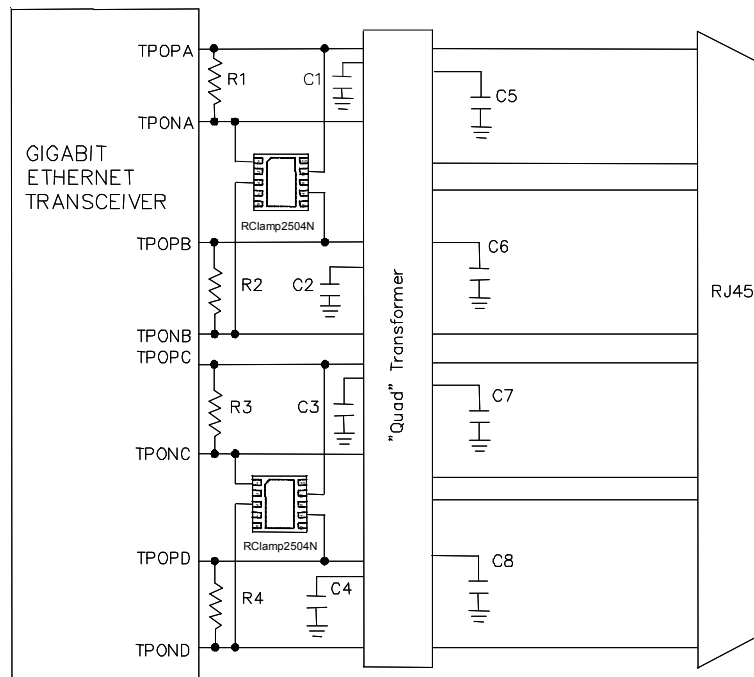 TPOPA
R1
C1
C5
TPONA
GIGABIT
ETHERNET
TRANSCEIVER
RClamp2504N
TPOPB
C6
R2
C2
RJ45
TPONB
TPOPC
"Quad" Transformer
R3
C3
C7
TPONC
RClamp2504N
TPOPD
C8
R4
C4
TPOND